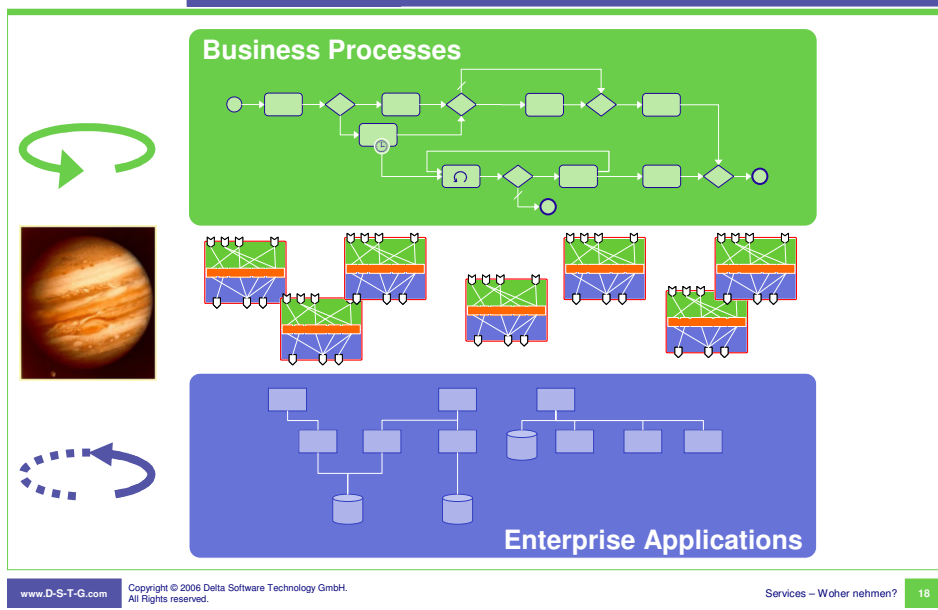 Business Processes
Enterprise Applications
www.D-S-T-G.com
Copyright © 2006 Delta Software Technology GmbH.
All Rights reserved.
Services – Woher nehmen?
18